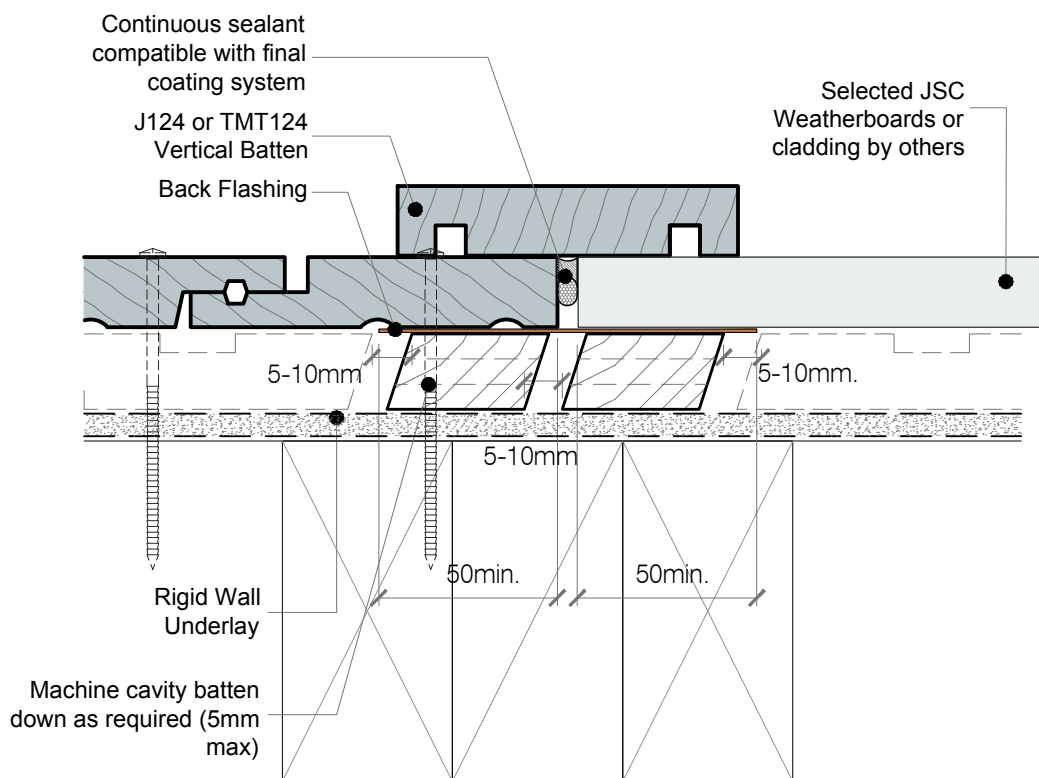 Continuous sealant
compatible with final
coating system
J124 or TMT124
Vertical Batten
Back Flashing
Selected JSC
Weatherboards or
cladding by others
5-10mm
5-10mm.
5-10mm
50min.
50min.
Rigid Wall
Underlay
Machine cavity batten
down as required (5mm
max)